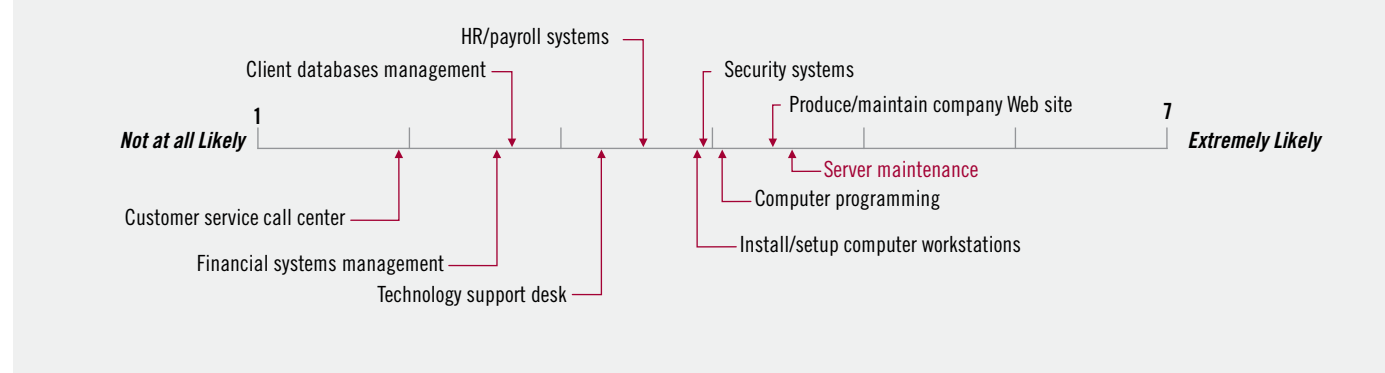 HR/payroll systems
Client databases management
Security systems
Produce/maintain company Web site
1
7
Not at all Likely
Extremely Likely
Server maintenance
Computer programming
Customer service call center
Install/setup computer workstations
Financial systems management
Technology support desk